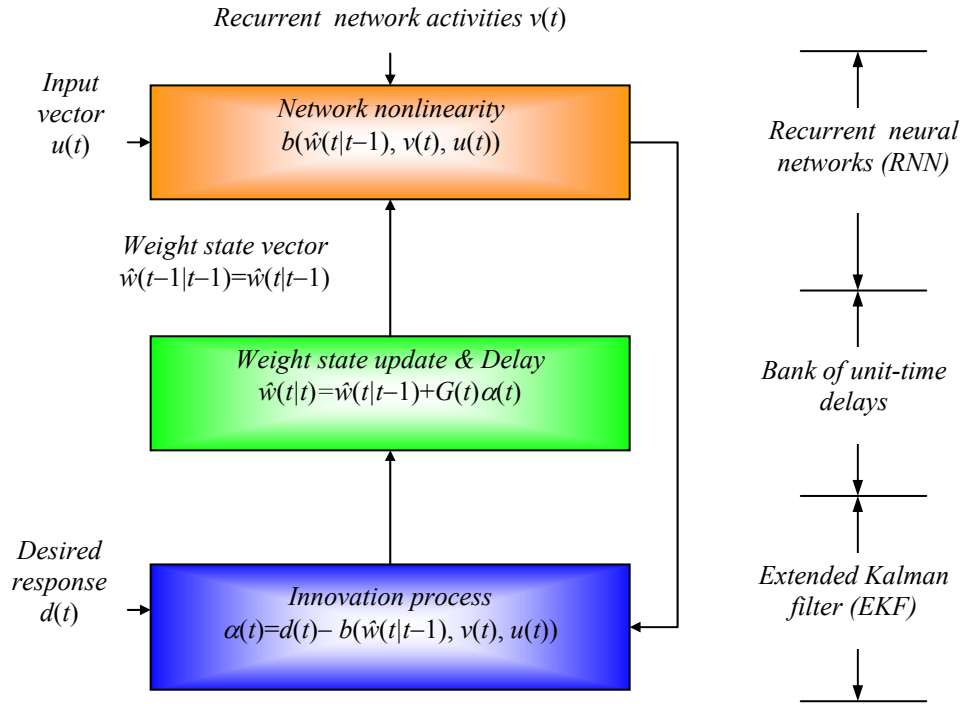 Recurrent network activities v(t)
Input
vector
u(t)
Network nonlinearity
b(ŵ(t|t−1), v(t), u(t))
Recurrent neural
networks (RNN)
Weight state vector
ŵ(t−1|t−1)=ŵ(t|t−1)
Weight state update & Delay
ŵ(t|t)=ŵ(t|t−1)+G(t)α(t)
Bank of unit-time
delays
Desired
response
d(t)
Innovation process
α(t)=d(t)− b(ŵ(t|t−1), v(t), u(t))
Extended Kalman
filter (EKF)